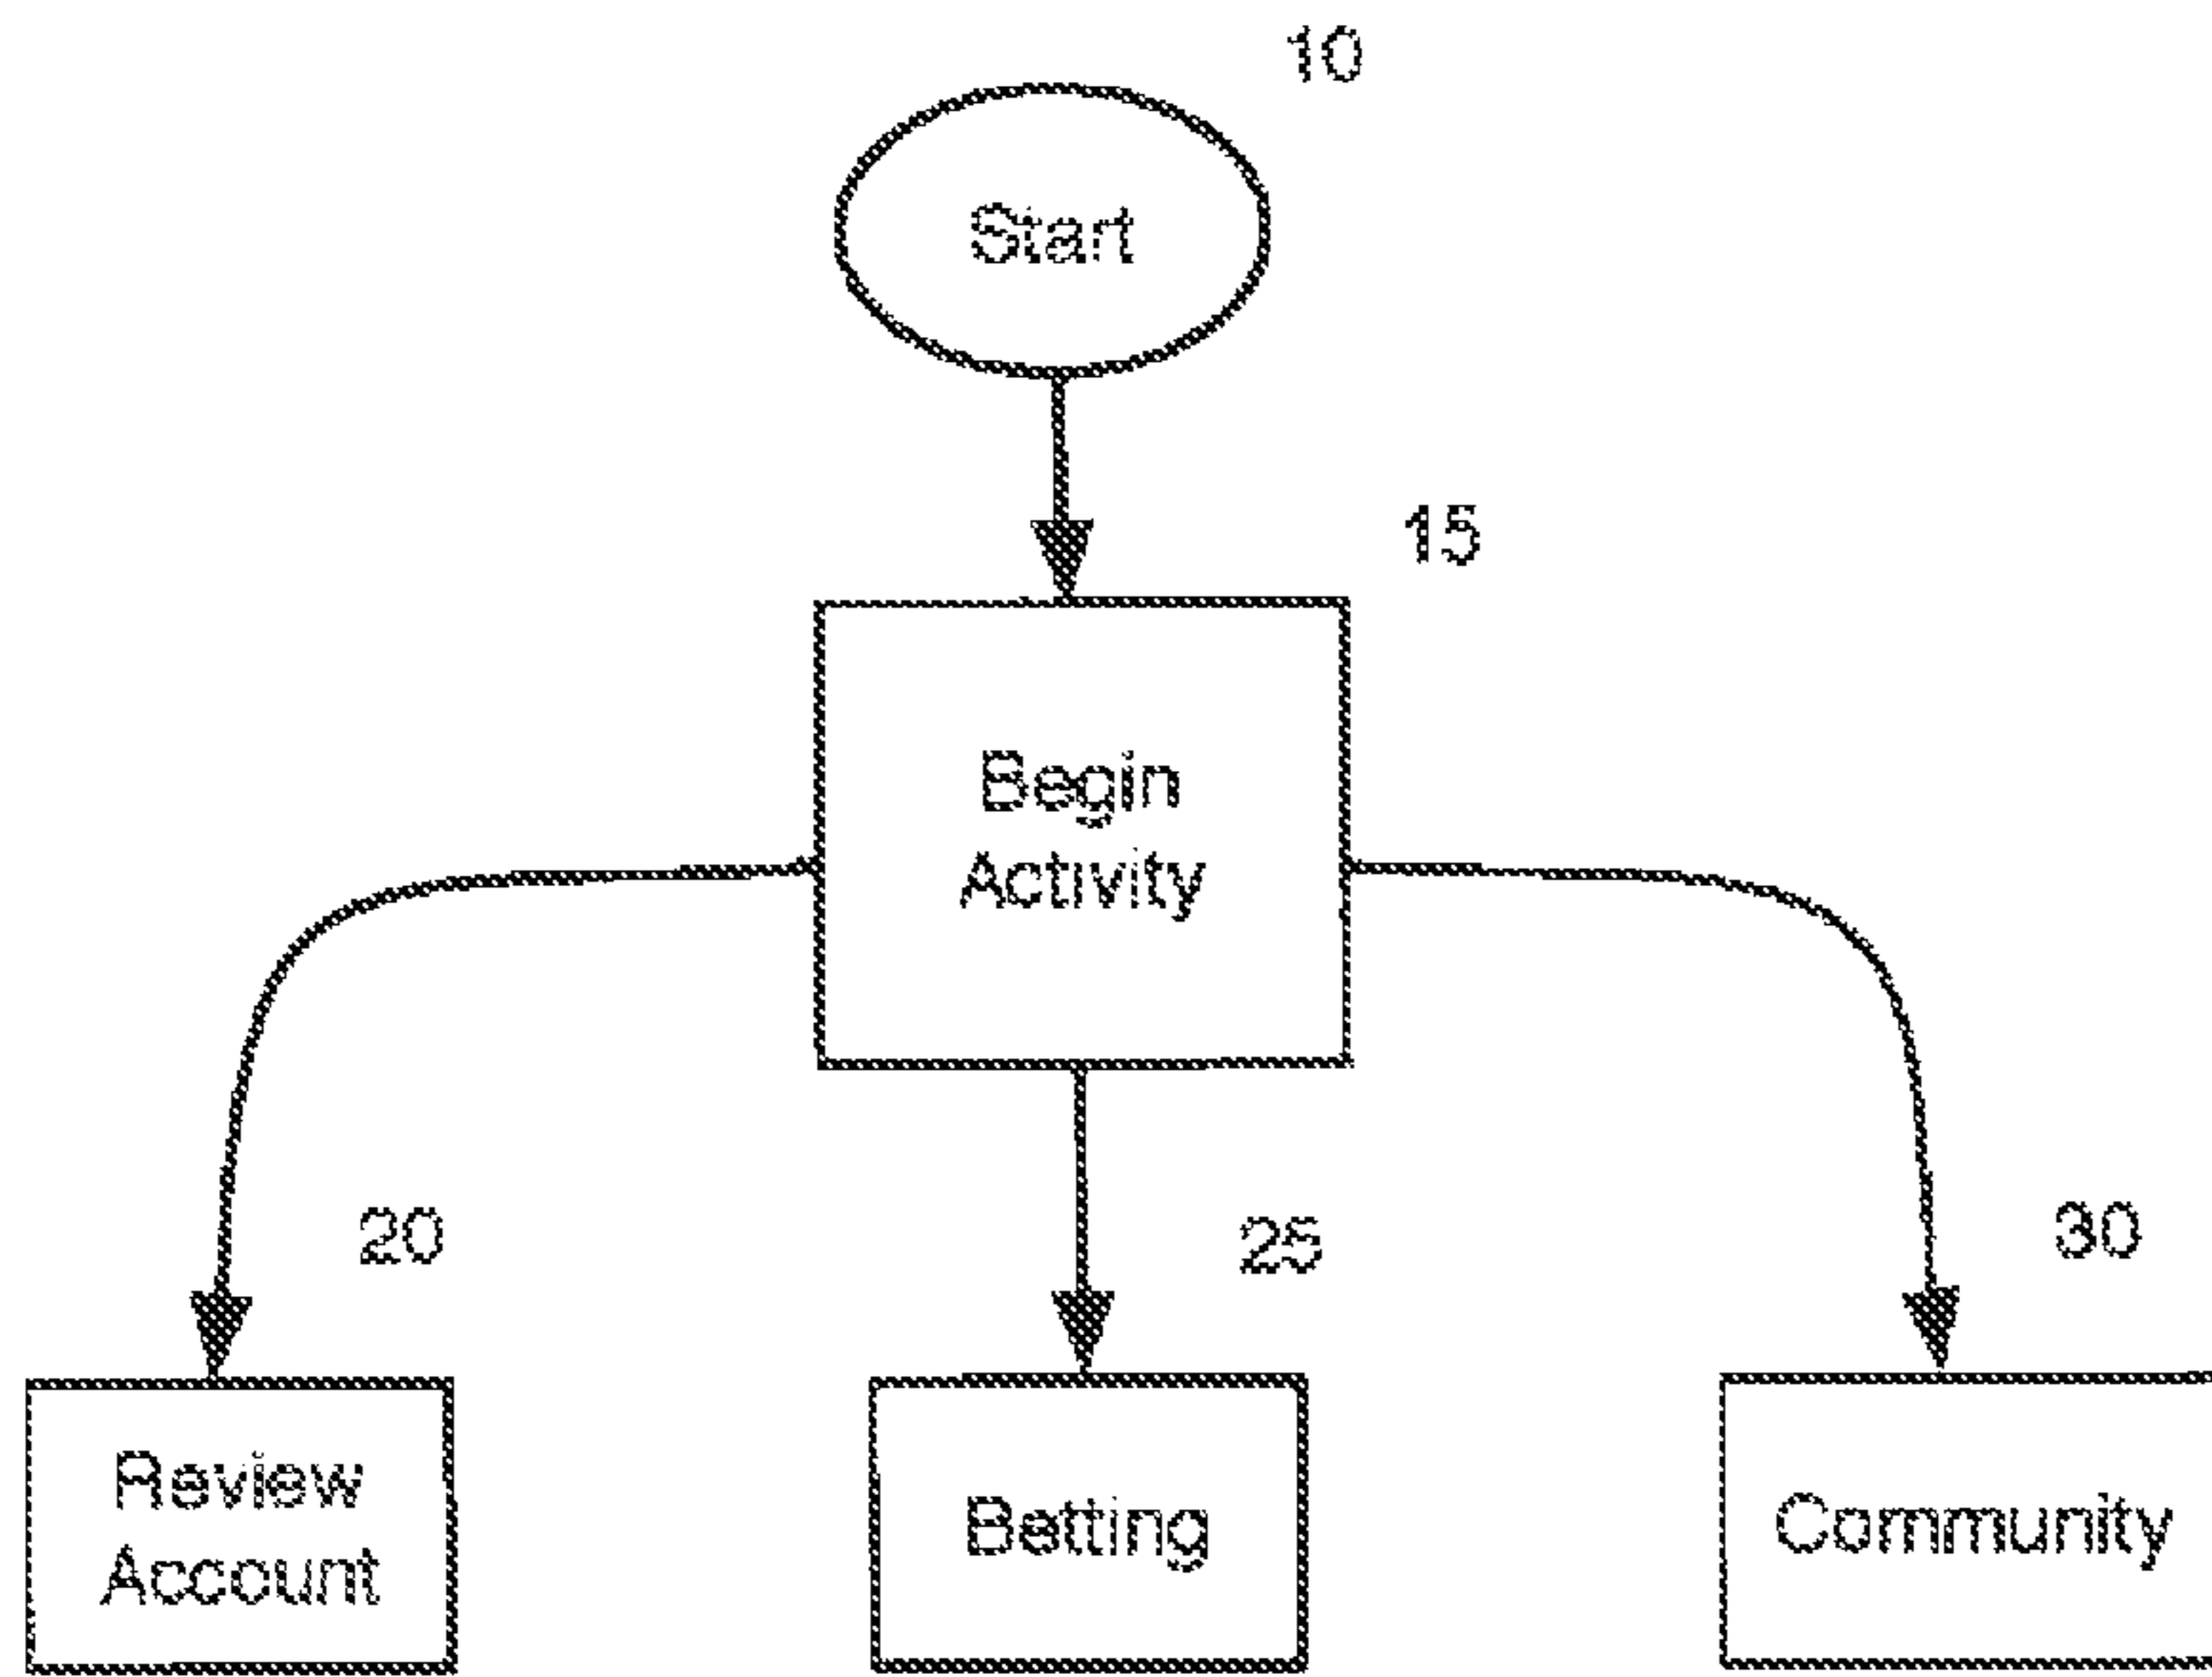 10
Start
15
Begin
Activity
20
25
30
Review
Account
Betting
Community